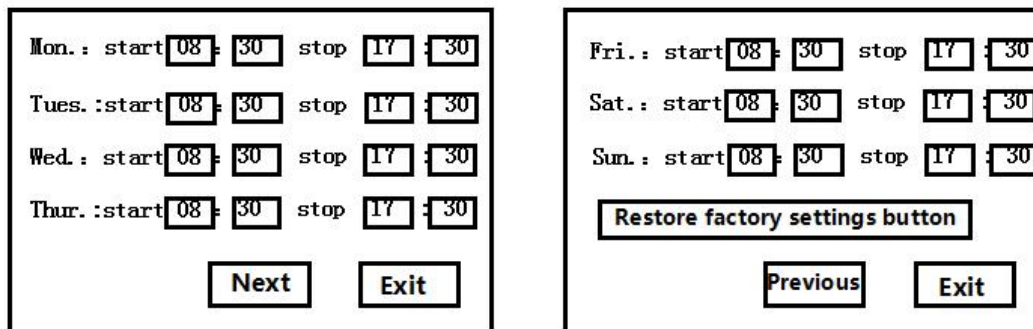 Mon.: start 08 : 30 stop 17 : 30
Tues.:start 08 : 30 stop 17 : 30
Wed.: start 08 : 30 stop 17 : 30
Thur.:start 08 : 30 stop 17 : 30
Next Exit
Fri.: start 08 : 30 stop 17 : 30
Sat.: start 08 : 30 stop 17 : 30
Sun.: start 08 : 30 stop 17 : 30
Restore factory settings button
Previous Exit